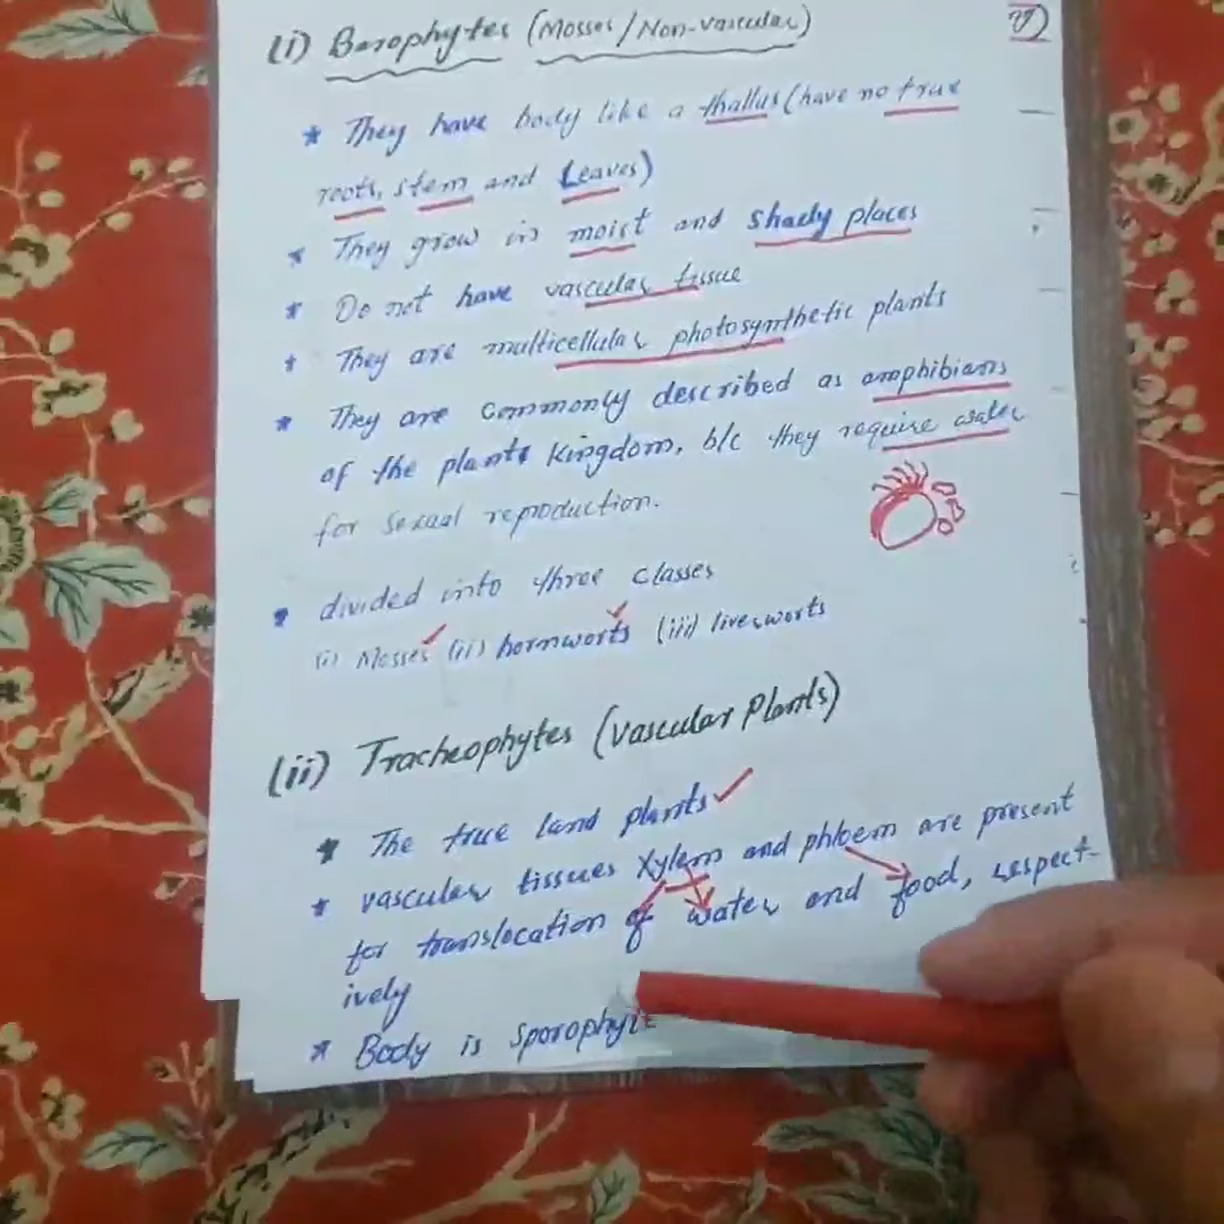 (i) Berophytes (Mosses/Non-vascular)
* They have body like a thallus (have no true
roots, stem and Leaves)
* They grow in moist and shady places
* Do not have vascular tissue
* They are multicellular photosynthetic plants
* They are commonly described as amphibians
of the plants kingdom, b/c they require water
for sexual reproduction.
* divided into three classes
(i) Mosses (ii) hornworts (iii) liverworts
(ii) Tracheophytes (vascular Plants)
* The true land plants
* vascular tissues xylem and phloem are present
for translocation of water and food, respect-
ively
* Body is sporophyte